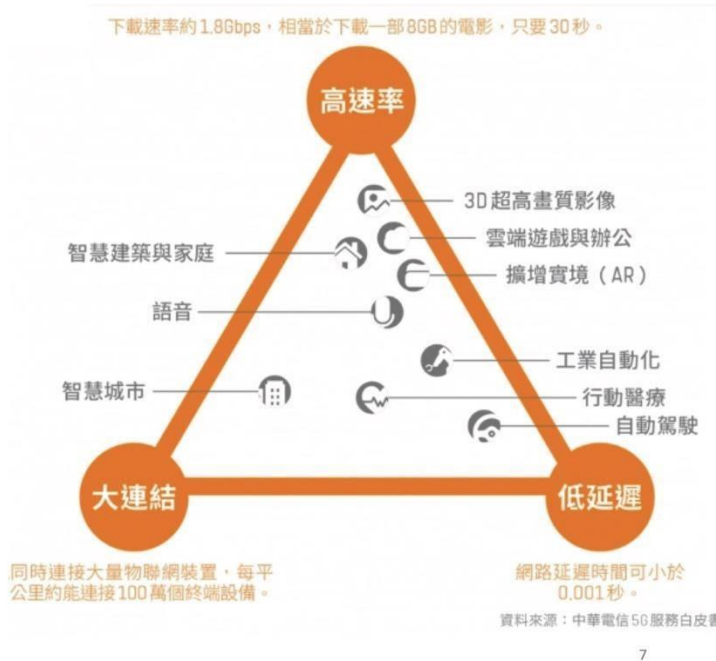 下載速率約1.8Gbps，相當於下載一部8GB的電影，只要30秒。
高速率
3D超高畫質影像
雲端遊戲與辦公
智慧建築與家庭
擴增實境（AR）
語音
工業自動化
智慧城市
行動醫療
自動駕駛
大連結
低延遲
同時連接大量物聯網裝置，每平
公里約能連接100萬個終端設備。
網路延遲時間可小於
0.001秒。
資料來源：中華電信5G服務白皮書
7